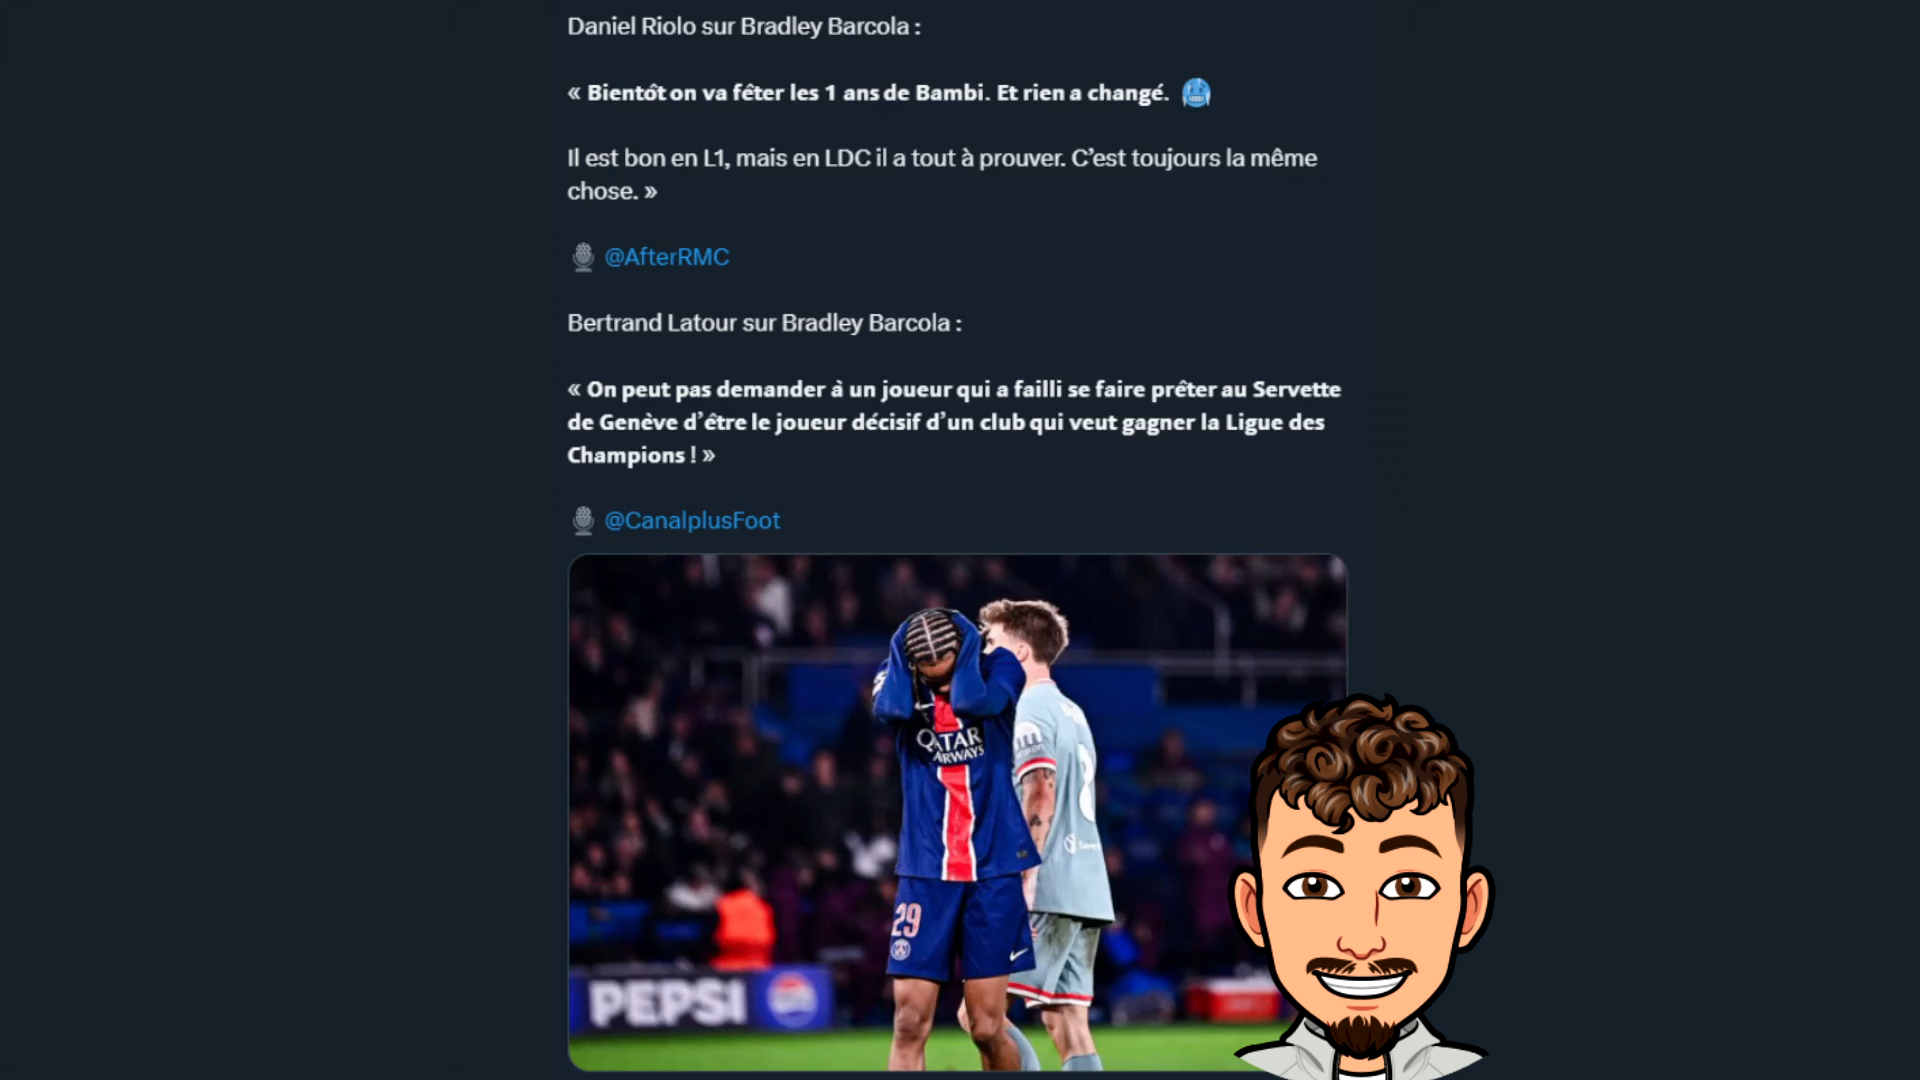 Daniel Riolo sur Bradley Barcola :
« Bientôt on va fêter les 1 ans de Bambi. Et rien a changé.
Il est bon en L1, mais en LDC il a tout à prouver. C’est toujours la même
chose. »
@AfterRMC
Bertrand Latour sur Bradley Barcola :
« On peut pas demander à un joueur qui a failli se faire prêter au Servette
de Genève d’être le joueur décisif d’un club qui veut gagner la Ligue des
Champions ! »
@CanalplusFoot
QATAR
AIRWAYS
29
PEPSI